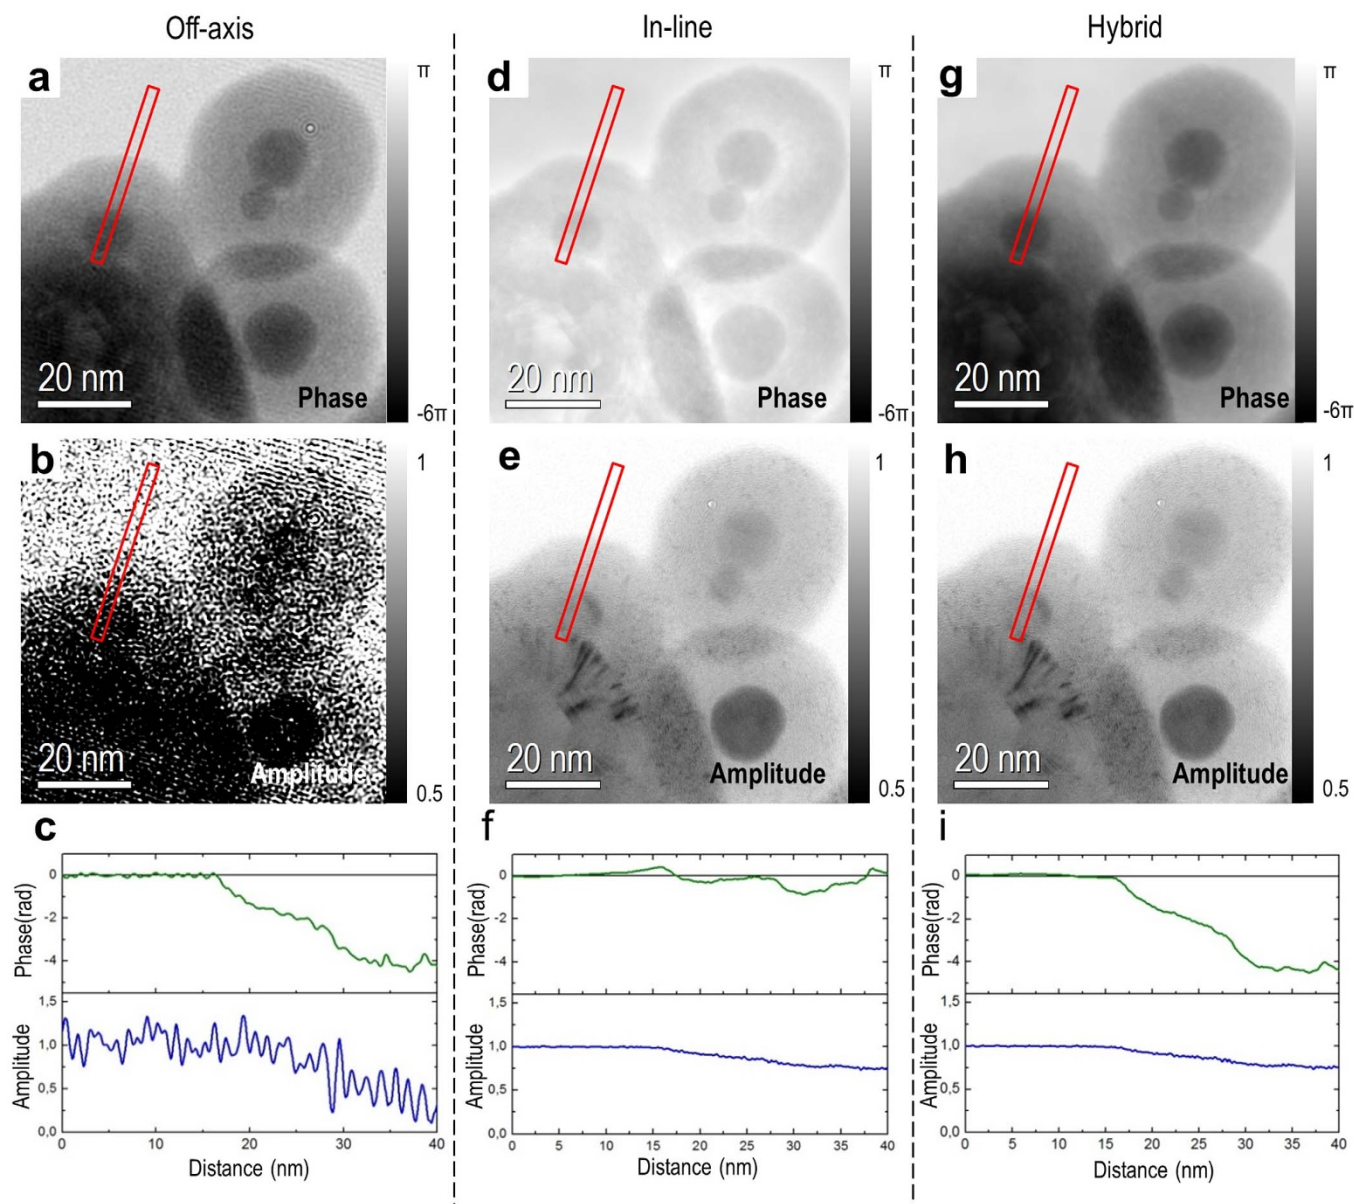 Off-axis
In-line
Hybrid
a
π
-6π
20 nm
Phase
d
π
-6π
20 nm
Phase
g
π
-6π
20 nm
Phase
b
1
0.5
20 nm
Amplitude
e
1
0.5
20 nm
Amplitude
h
1
0.5
20 nm
Amplitude
c
Phase(rad)
0
-2
-4
Amplitude
1,5
1,0
0,5
0,0
0 10 20 30 40
Distance (nm)
f
Phase(rad)
0
-2
-4
Amplitude
1,5
1.0
0,5
0,0
0 5 10 15 20 25 30 35 40
Distance (nm)
i
Phase(rad)
0
-2
-4
Amplitude
1,5
1.0
0,5
0,0
0 5 10 15 20 25 30 35 40
Distance (nm)